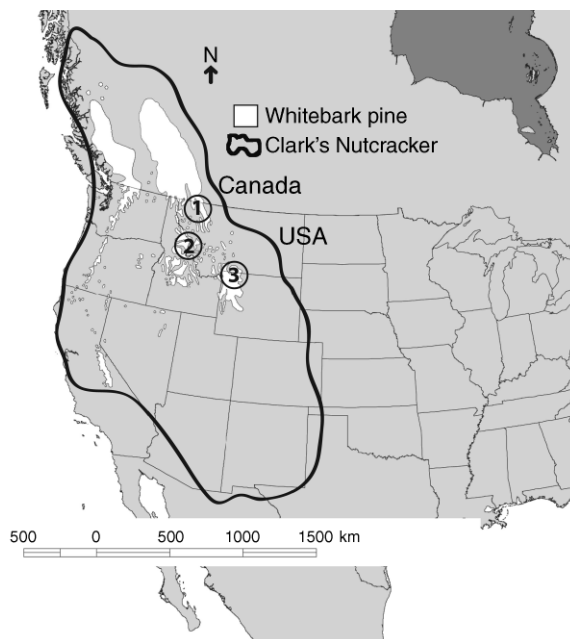 N
Whitebark pine
Clark's Nutcracker
Canada
1
USA
2
3
500 0 500 1000 1500 km